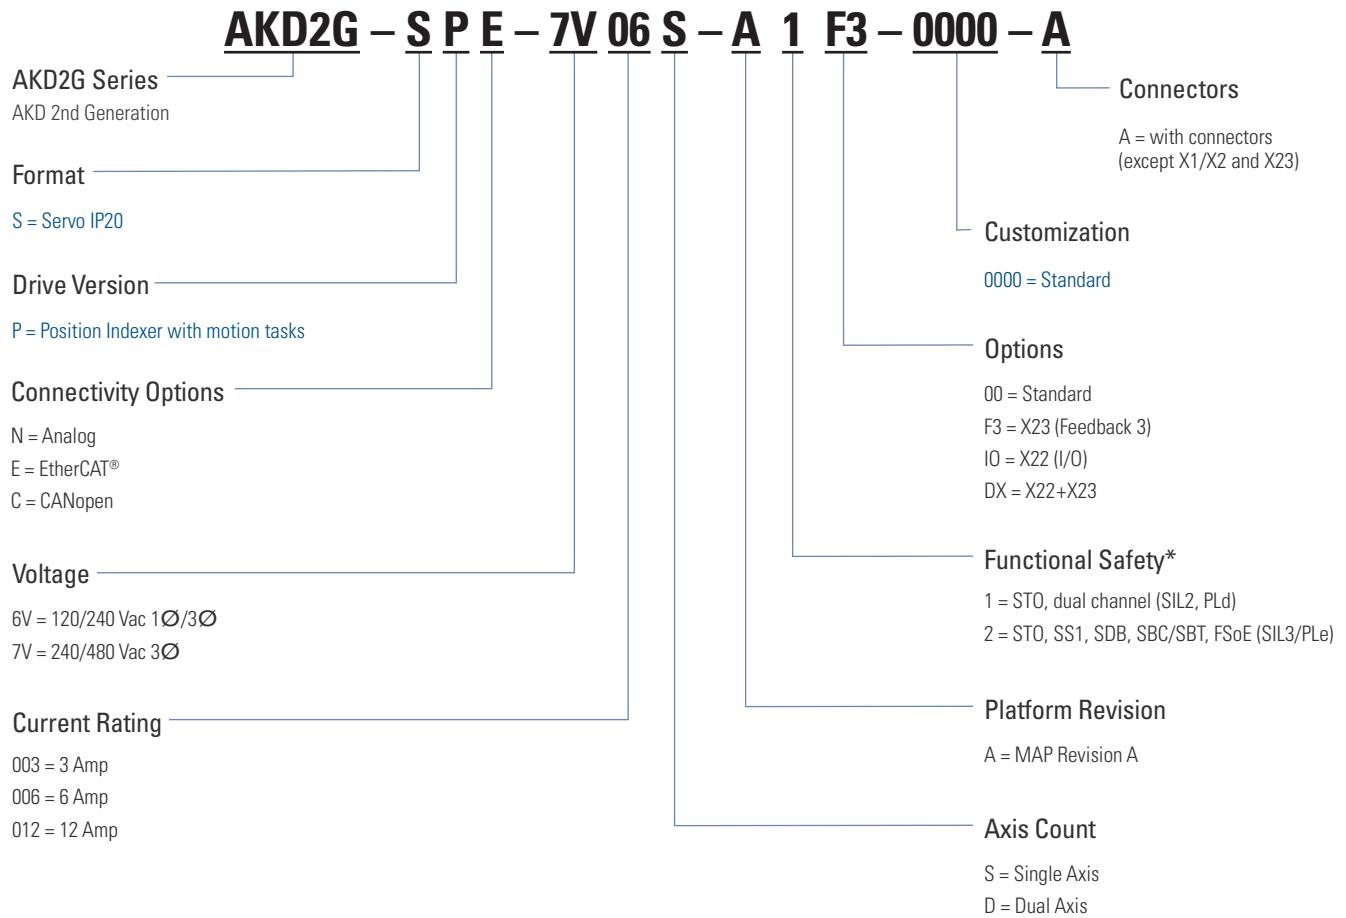 AKD2G – S P E – 7V 06 S – A 1 F3 – 0000 – A
AKD2G Series
AKD 2nd Generation
Format
S = Servo IP20
Drive Version
P = Position Indexer with motion tasks
Connectivity Options
N = Analog
E = EtherCAT®
C = CANopen
Voltage
6V = 120/240 Vac 1Ø/3Ø
7V = 240/480 Vac 3Ø
Current Rating
003 = 3 Amp
006 = 6 Amp
012 = 12 Amp
Connectors
A = with connectors
(except X1/X2 and X23)
Customization
0000 = Standard
Options
00 = Standard
F3 = X23 (Feedback 3)
IO = X22 (I/O)
DX = X22+X23
Functional Safety*
1 = STO, dual channel (SIL2, PLd)
2 = STO, SS1, SDB, SBC/SBT, FSoE (SIL3/PLe)
Platform Revision
A = MAP Revision A
Axis Count
S = Single Axis
D = Dual Axis